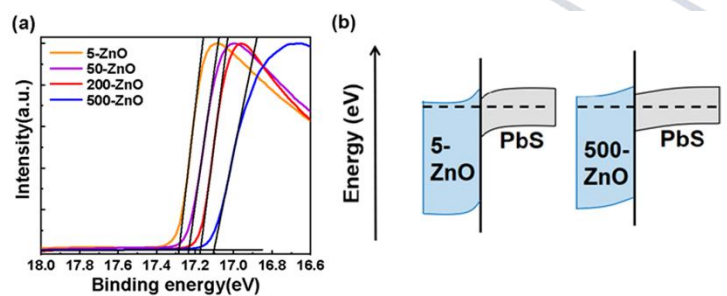 (a)
5-ZnO
50-ZnO
200-ZnO
500-ZnO
Intensity(a.u.)
18.0 17.8 17.6 17.4 17.2 17.0 16.8 16.6
Binding energy(eV)
(b)
Energy (eV)
5-
ZnO
PbS
500-
ZnO
PbS